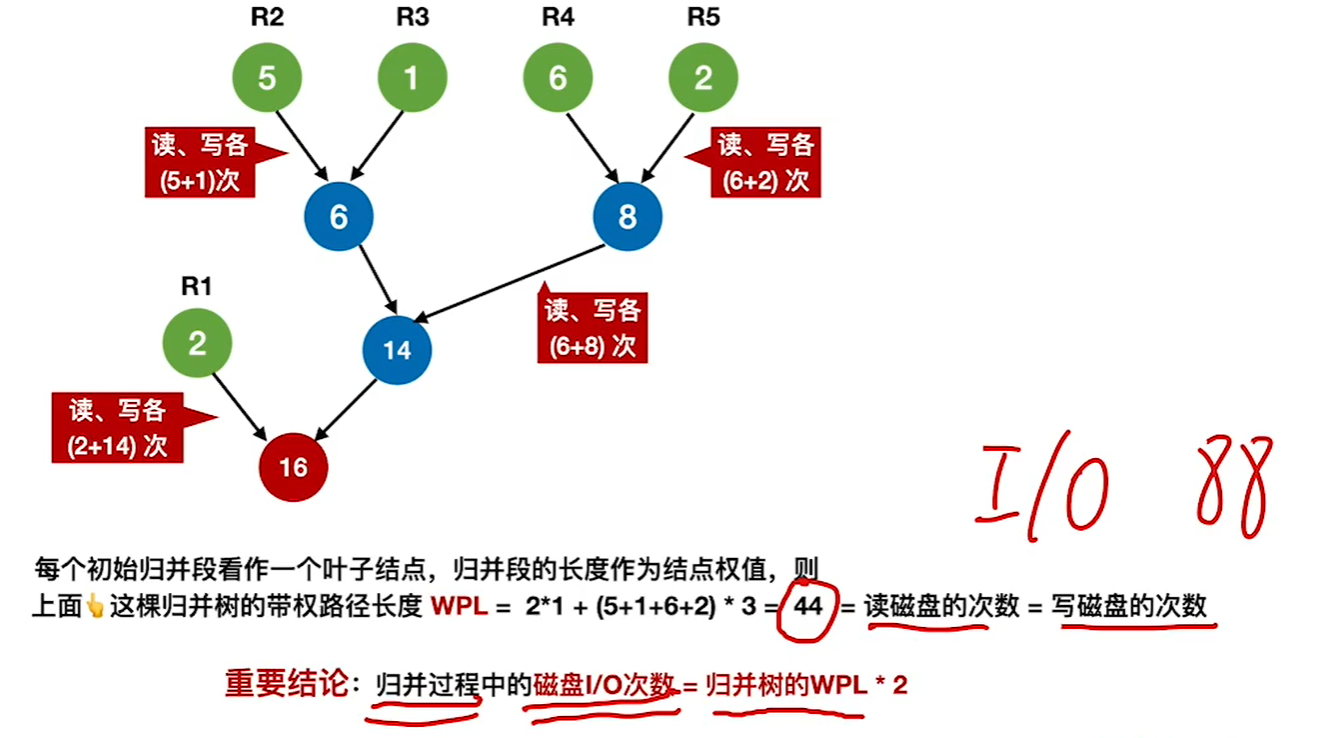 R2 R3 R4 R5
5 1 6 2
读、写各
(5+1)次
读、写各
(6+2) 次
6 8
R1
读、写各
(6+8) 次
2 14
读、写各
(2+14) 次
16
I/O 88
每个初始归并段看作一个叶子结点，归并段的长度作为结点权值，则
上面👆这棵归并树的带权路径长度 WPL = 2*1 + (5+1+6+2) * 3 = 44 = 读磁盘的次数 = 写磁盘的次数
重要结论：归并过程中的磁盘I/O次数 = 归并树的WPL * 2